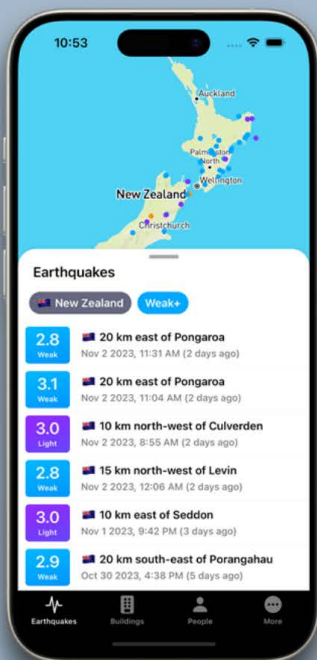 10:53
Auckland
Palmerston
North
Wellington
New Zealand
Christchurch
Earthquakes
New Zealand
Weak+
2.8
Weak
20 km east of Pongaroa
Nov 2 2023, 11:31 AM (2 days ago)
3.1
Weak
20 km east of Pongaroa
Nov 2 2023, 11:04 AM (2 days ago)
3.0
Light
10 km north-west of Culverden
Nov 2 2023, 8:55 AM (2 days ago)
2.8
Weak
15 km north-west of Levin
Nov 2 2023, 12:06 AM (2 days ago)
3.0
Light
10 km east of Seddon
Nov 1 2023, 9:42 PM (3 days ago)
2.9
Weak
20 km south-east of Porangahau
Oct 30 2023, 4:38 PM (5 days ago)
Earthquakes
Buildings
People
More